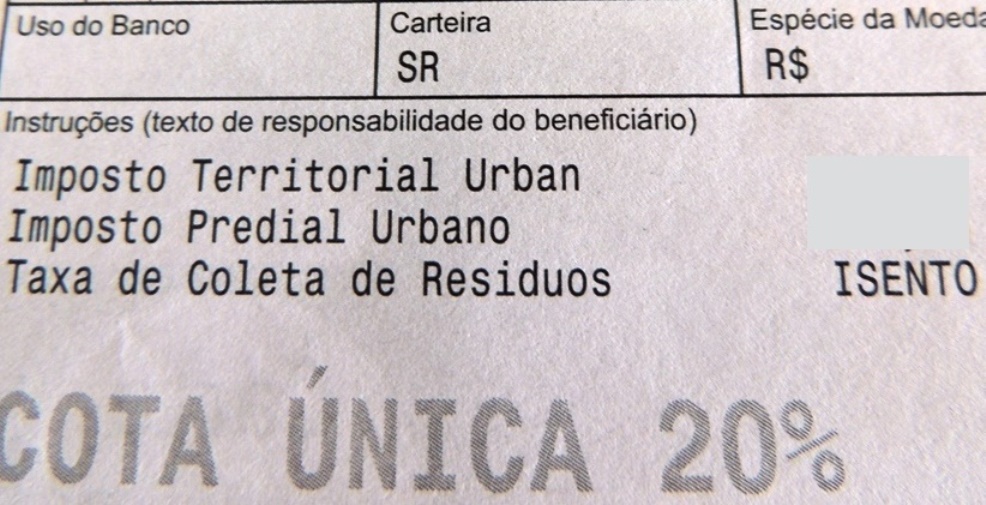 Uso do Banco
Carteira
Espécie da Moeda
SR
R$
Instruções (texto de responsabilidade do beneficiário)
Imposto Territorial Urban
Imposto Predial Urbano
Taxa de Coleta de Residuos ISENTO
COTA ÚNICA 20%